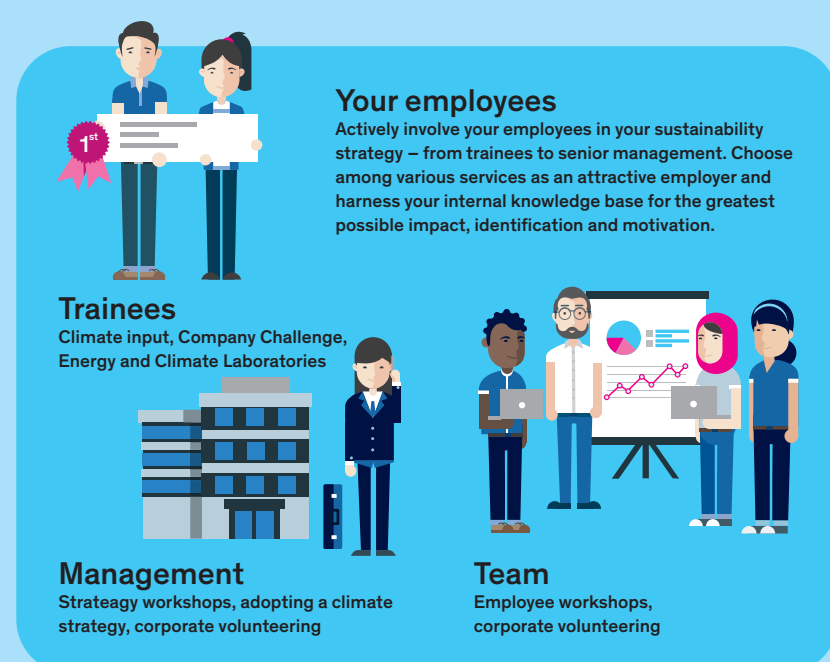 1st
Your employees
Actively involve your employees in your sustainability
strategy – from trainees to senior management. Choose
among various services as an attractive employer and
harness your internal knowledge base for the greatest
possible impact, identification and motivation.
Trainees
Climate input, Company Challenge,
Energy and Climate Laboratories
Management
Strateagy workshops, adopting a climate
strategy, corporate volunteering
Team
Employee workshops,
corporate volunteering